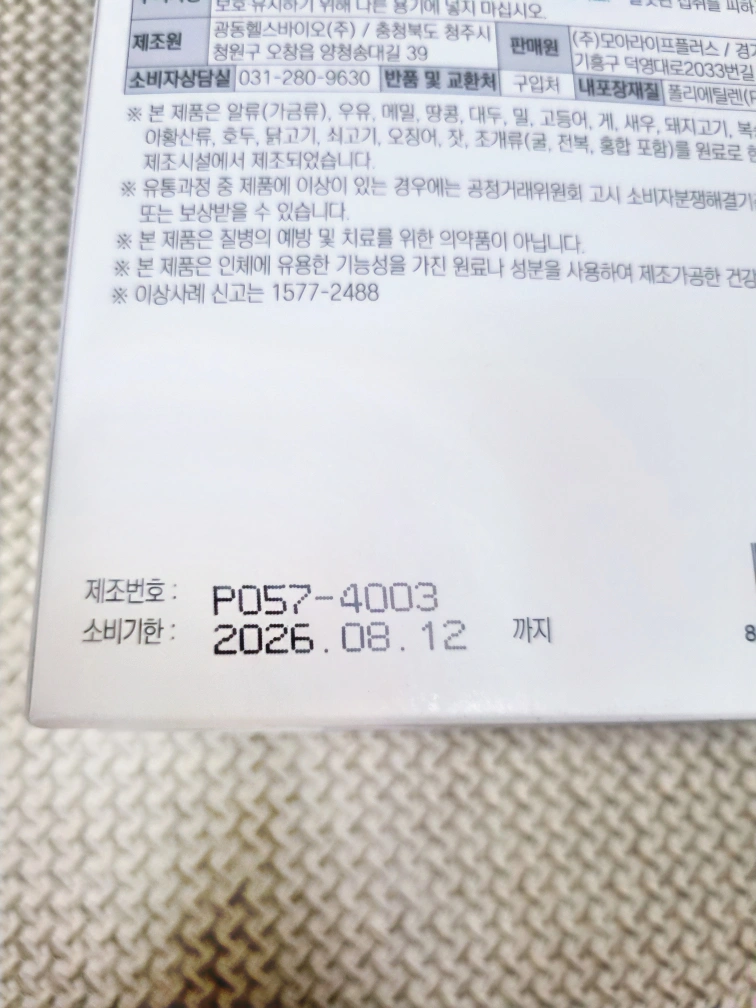 보호 유지하기 위해 다른 용기에 넣지 마십시오.
제조원 광동헬스바이오(주) / 충청북도 청주시 청원구 오창읍 양청송대길 39
판매원 (주)모아라이프플러스 / 경기 기흥구 덕영대로2033번길
소비자상담실 031-280-9630 반품 및 교환처 구입처 내포장재질 폴리에틸렌
※ 본 제품은 알류(가금류), 우유, 메밀, 땅콩, 대두, 밀, 고등어, 게, 새우, 돼지고기,
아황산류, 호두, 닭고기, 쇠고기, 오징어, 잣, 조개류(굴, 전복, 홍합 포함)를 원료로
제조시설에서 제조되었습니다.
※ 유통과정 중 제품에 이상이 있는 경우에는 공정거래위원회 고시 소비자분쟁해결기
또는 보상받을 수 있습니다.
※ 본 제품은 질병의 예방 및 치료를 위한 의약품이 아닙니다.
※ 본 제품은 인체에 유용한 기능성을 가진 원료나 성분을 사용하여 제조가공한 건강
※ 이상사례 신고는 1577-2488
제조번호 : P057-4003
소비기한 : 2026.08.12 까지
8